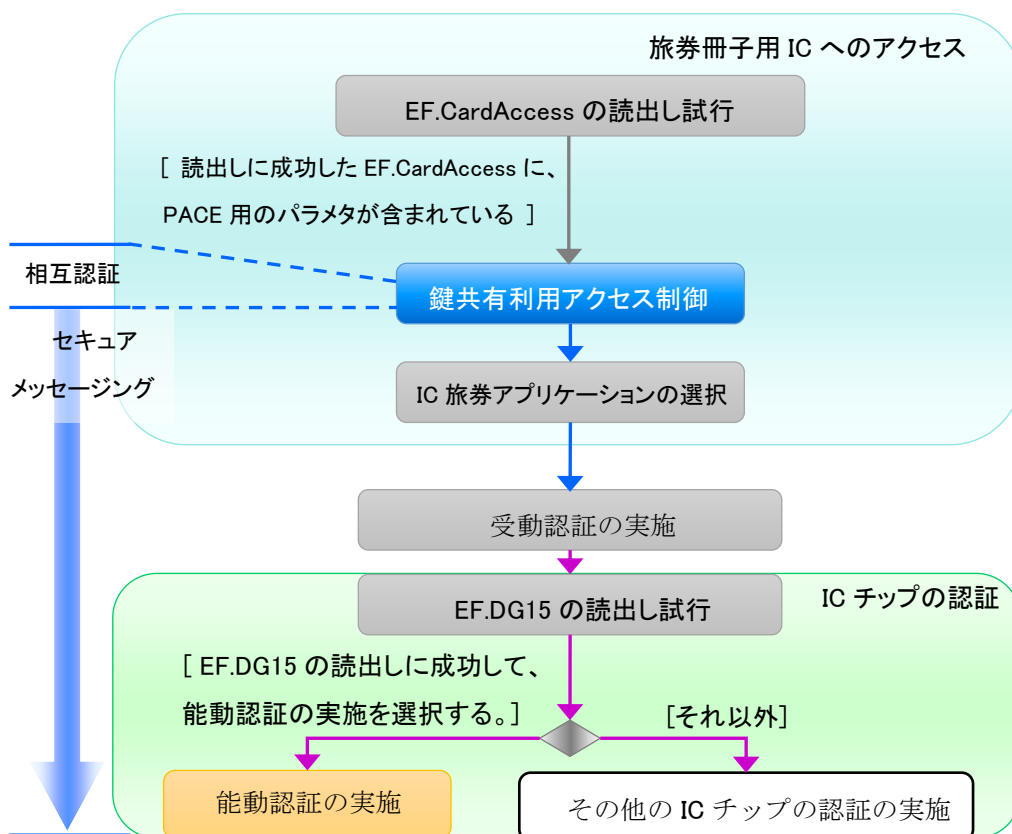 旅券冊子用 IC へのアクセス
EF.CardAccess の読出し試行
[ 読出しに成功した EF.CardAccess に、
PACE 用のパラメタが含まれている ]
相互認証
鍵共有利用アクセス制御
セキュア
メッセージング
IC 旅券アプリケーションの選択
受動認証の実施
IC チップの認証
EF.DG15 の読出し試行
[ EF.DG15 の読出しに成功して、
能動認証の実施を選択する。]
[それ以外]
能動認証の実施
その他の IC チップの認証の実施